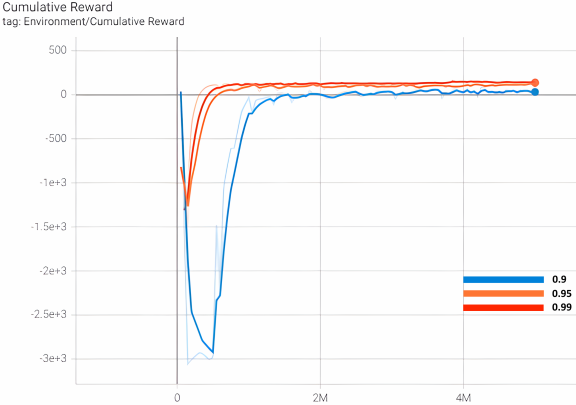 Cumulative Reward
tag: Environment/Cumulative Reward
500
0
-500
-1e+3
-1.5e+3
-2e+3
-2.5e+3
-3e+3
0
2M
4M
0.9
0.95
0.99